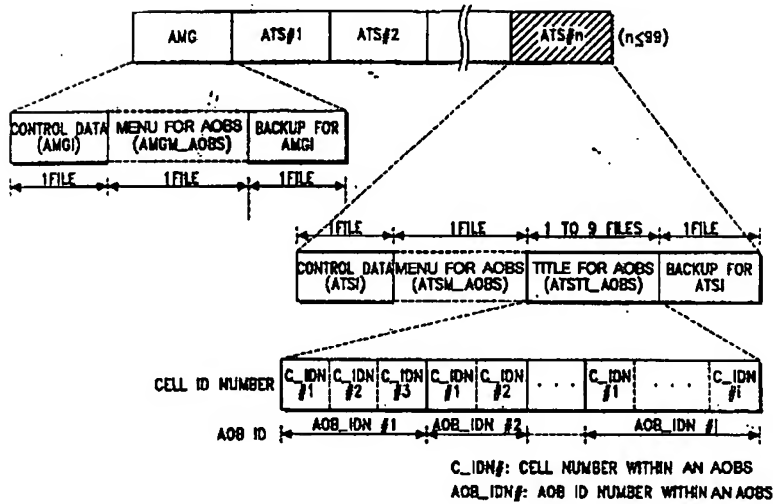 AMG ATS#1 ATS#2 ATS#n (n≤99)
CONTROL DATA (AMGI) MENU FOR AOBS (AMGM_AOBS) BACKUP FOR AMGI
1FILE 1FILE 1FILE
1FILE 1FILE 1 TO 9 FILES 1FILE
CONTROL DATA (ATSI) MENU FOR AOBS (ATSM_AOBS) TITLE FOR AOBS (ATSTT_AOBS) BACKUP FOR ATSI
CELL ID NUMBER C_IDN #1 C_IDN #2 C_IDN #3 C_IDN #1 C_IDN #2 . . . C_IDN #1 . . . C_IDN #i
AOB ID AOB_IDN #1 AOB_IDN #2 AOB_IDN #j
C_IDN#: CELL NUMBER WITHIN AN AOBS
AOB_IDN#: AOB ID NUMBER WITHIN AN AOBS